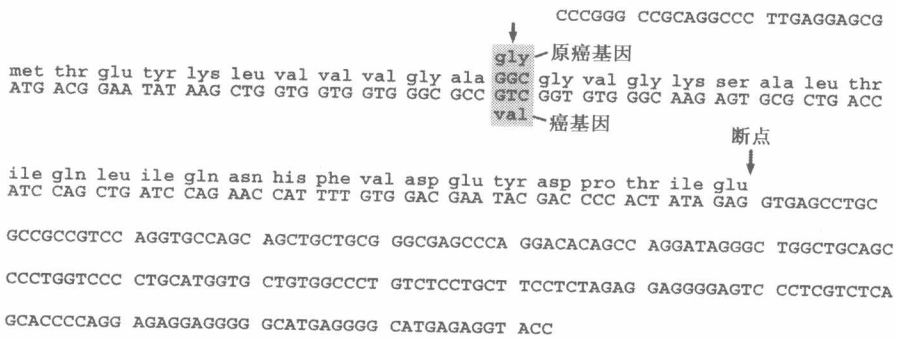 CCCGGG CCGCAGGCCC TTGAGGAGCG
gly 原癌基因
met thr glu tyr lys leu val val val gly ala GGC gly val gly lys ser ala leu thr
ATG ACG GAA TAT AAG CTG GTG GTG GTG GGC GCC GTC GGT GTG GGC AAG AGT GCG CTG ACC
val 癌基因
断点
ile gln leu ile gln asn his phe val asp glu tyr asp pro thr ile glu
ATC CAG CTG ATC CAG AAC CAT TTT GTG GAC GAA TAC GAC CCC ACT ATA GAG GTGAGCCTGC
GCCGCCGTCC AGGTGCCAGC AGCTGCTGCG GGCGAGCCCA GGACACAGCC AGGATAGGGC TGGCTGCAGC
CCCTGGTCCC CTGCATGGTG CTGTGGCCCT GTCTCCTGCT TCCTCTAGAG GAGGGGAGTC CCTCGTCTCA
GCACCCCAGG AGAGGAGGGG GCATGAGGGG CATGAGAGGT ACC